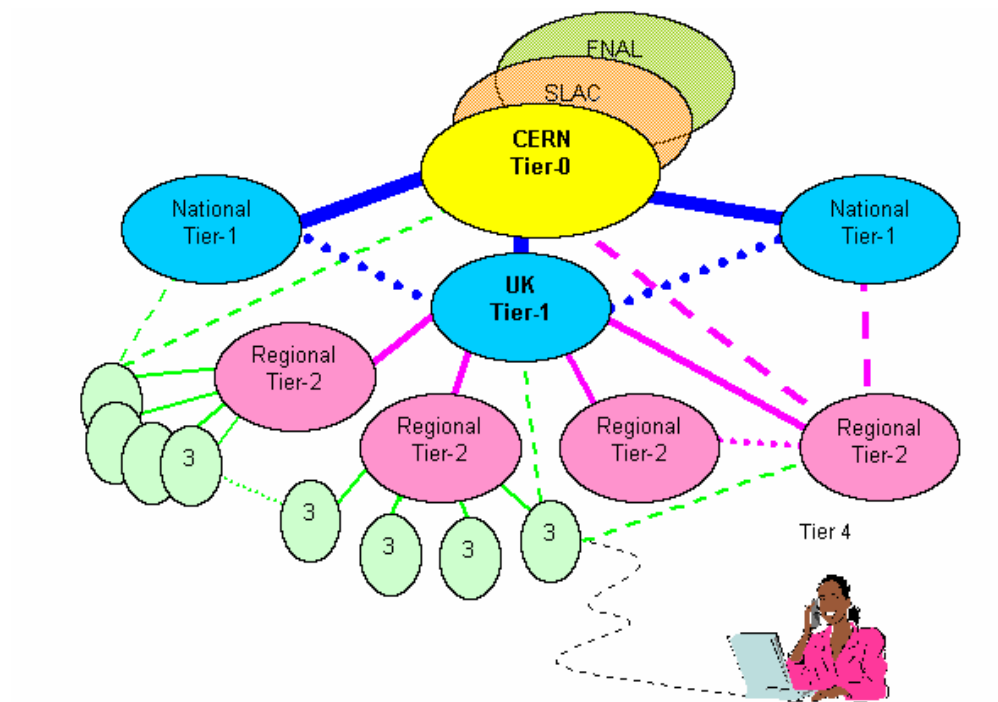 FNAL
SLAC
CERN
Tier-0
National
Tier-1
National
Tier-1
UK
Tier-1
Regional
Tier-2
Regional
Tier-2
Regional
Tier-2
Regional
Tier-2
3
3
3
3
3
Tier 4